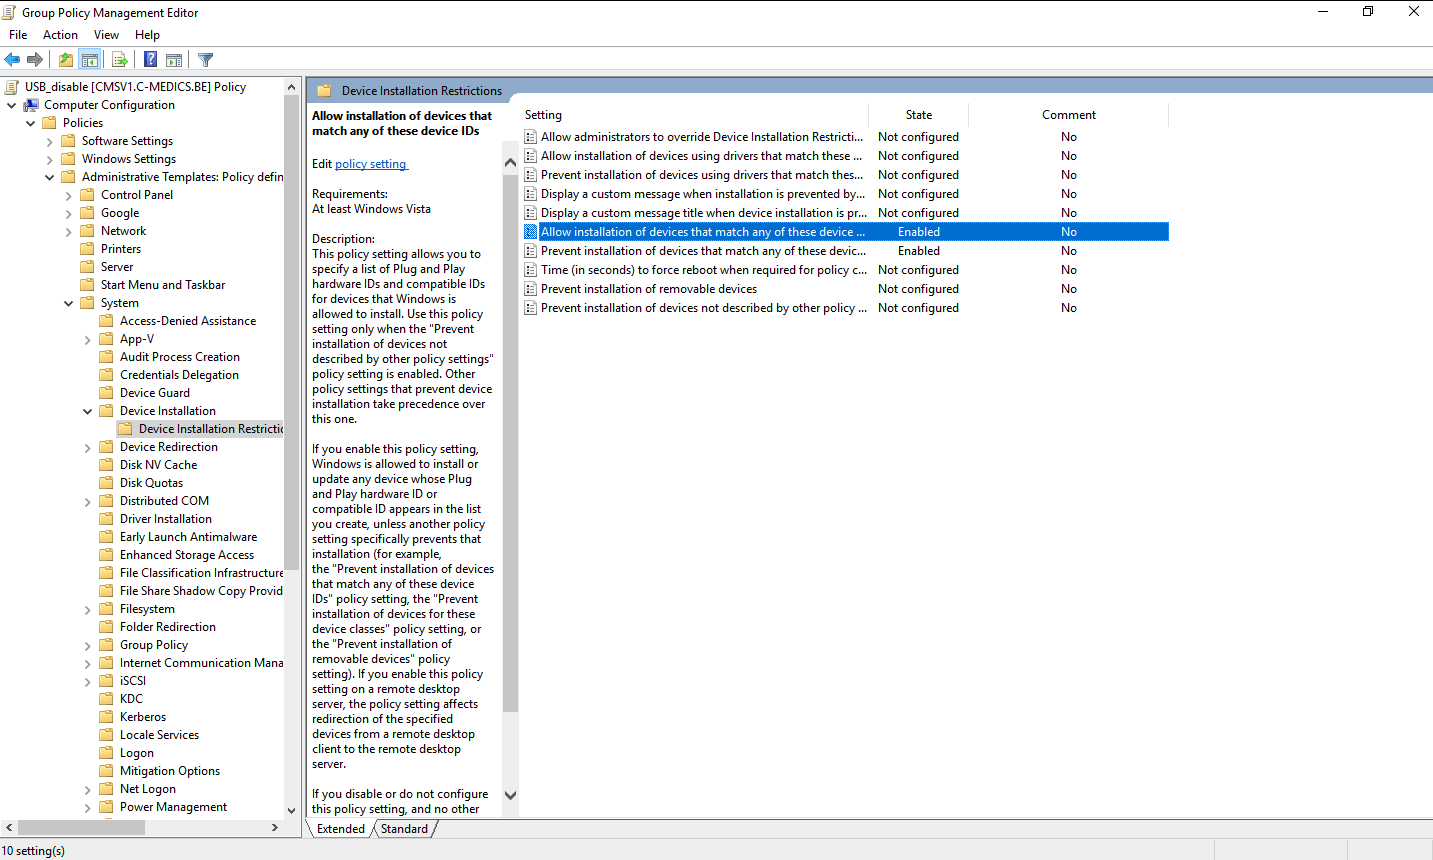 Group Policy Management Editor
File Action View Help
USB_disable [CMSV1.C-MEDICS.BE] Policy
Computer Configuration
Policies
Software Settings
Windows Settings
Administrative Templates: Policy defin
Control Panel
Google
Network
Printers
Server
Start Menu and Taskbar
System
Access-Denied Assistance
App-V
Audit Process Creation
Credentials Delegation
Device Guard
Device Installation
Device Installation Restrictic
Device Redirection
Disk NV Cache
Disk Quotas
Distributed COM
Driver Installation
Early Launch Antimalware
Enhanced Storage Access
File Classification Infrastructure
File Share Shadow Copy Provid
Filesystem
Folder Redirection
Group Policy
Internet Communication Mana
iSCSI
KDC
Kerberos
Locale Services
Logon
Mitigation Options
Net Logon
Power Management
Device Installation Restrictions
Allow installation of devices that
match any of these device IDs
Edit policy setting
Requirements:
At least Windows Vista
Description:
This policy setting allows you to
specify a list of Plug and Play
hardware IDs and compatible IDs
for devices that Windows is
allowed to install. Use this policy
setting only when the "Prevent
installation of devices not
described by other policy settings"
policy setting is enabled. Other
policy settings that prevent device
installation take precedence over
this one.
If you enable this policy setting,
Windows is allowed to install or
update any device whose Plug
and Play hardware ID or
compatible ID appears in the list
you create, unless another policy
setting specifically prevents that
installation (for example,
the "Prevent installation of devices
that match any of these device
IDs" policy setting, the "Prevent
installation of devices for these
device classes" policy setting, or
the "Prevent installation of
removable devices" policy
setting). If you enable this policy
setting on a remote desktop
server, the policy setting affects
redirection of the specified
devices from a remote desktop
client to the remote desktop
server.
If you disable or do not configure
this policy setting, and no other
Setting State Comment
Allow administrators to override Device Installation Restricti... Not configured No
Allow installation of devices using drivers that match these ... Not configured No
Prevent installation of devices using drivers that match thes... Not configured No
Display a custom message when installation is prevented by... Not configured No
Display a custom message title when device installation is pr... Not configured No
Allow installation of devices that match any of these device ... Enabled No
Prevent installation of devices that match any of these devic... Enabled No
Time (in seconds) to force reboot when required for policy c... Not configured No
Prevent installation of removable devices Not configured No
Prevent installation of devices not described by other policy ... Not configured No
Extended Standard
10 setting(s)